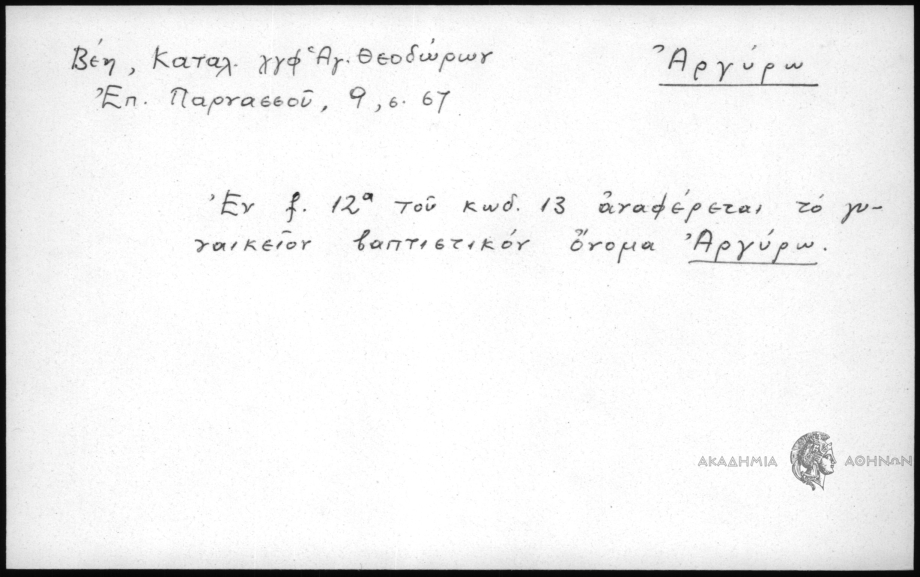 Βέη, Καταλ. χγφ Ἁγ. Θεοδώρων
Ἀργύρω
Ἐπ. Παρνασσοῦ, 9, σ. 67
Ἐν f. 12ᵃ τοῦ κωδ. 13 ἀναφέρεται τό γυ-
ναικεῖον βαπτιστικόν ὄνομα Ἀργύρω.
ΑΚΑΔΗΜΙΑ ΑΘΗΝΩΝ